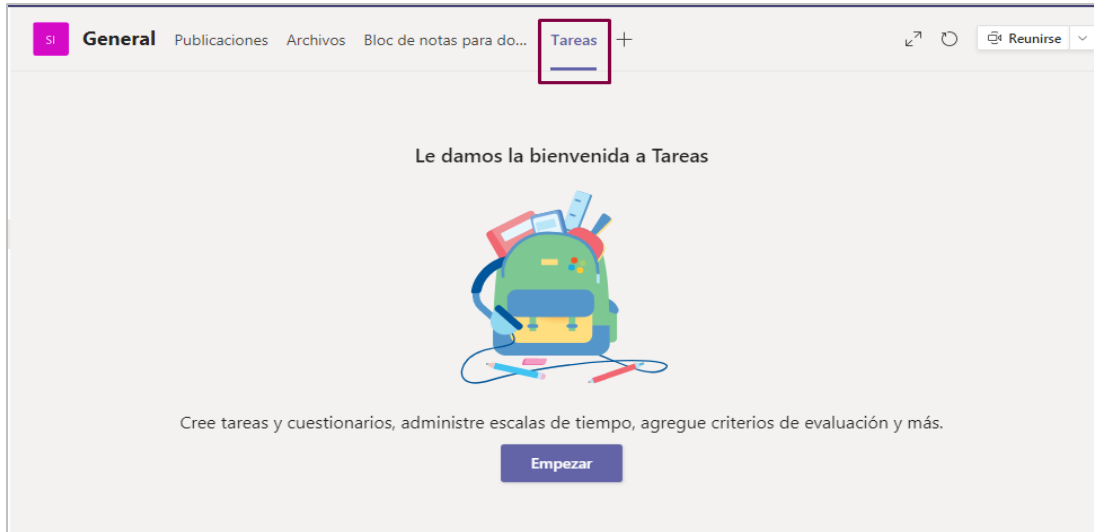 SI General Publicaciones Archivos Bloc de notas para do... Tareas Reunirse
Le damos la bienvenida a Tareas
Cree tareas y cuestionarios, administre escalas de tiempo, agregue criterios de evaluación y más.
Empezar